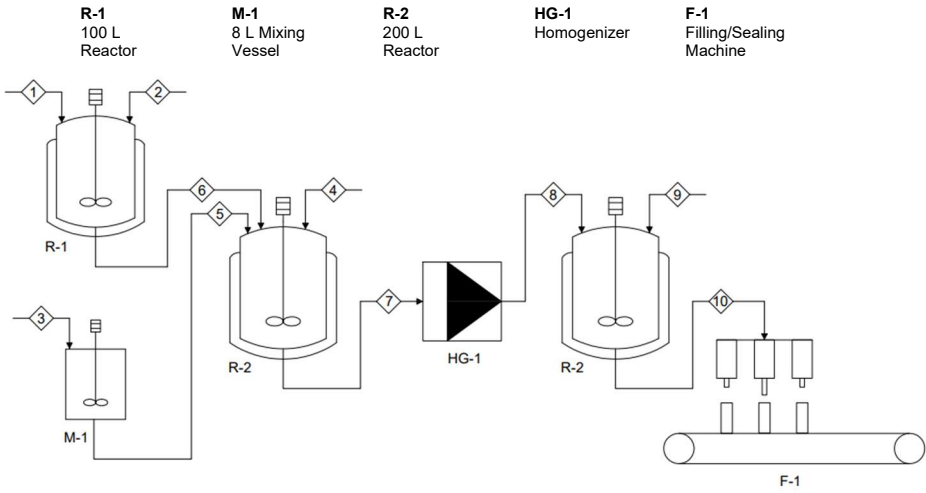 R-1 M-1 R-2 HG-1 F-1
100 L 8 L Mixing 200 L Homogenizer Filling/Sealing
Reactor Vessel Reactor Machine
1 2
6
5 4 8 9
R-1
3 7 10
R-2 HG-1 R-2
M-1
F-1